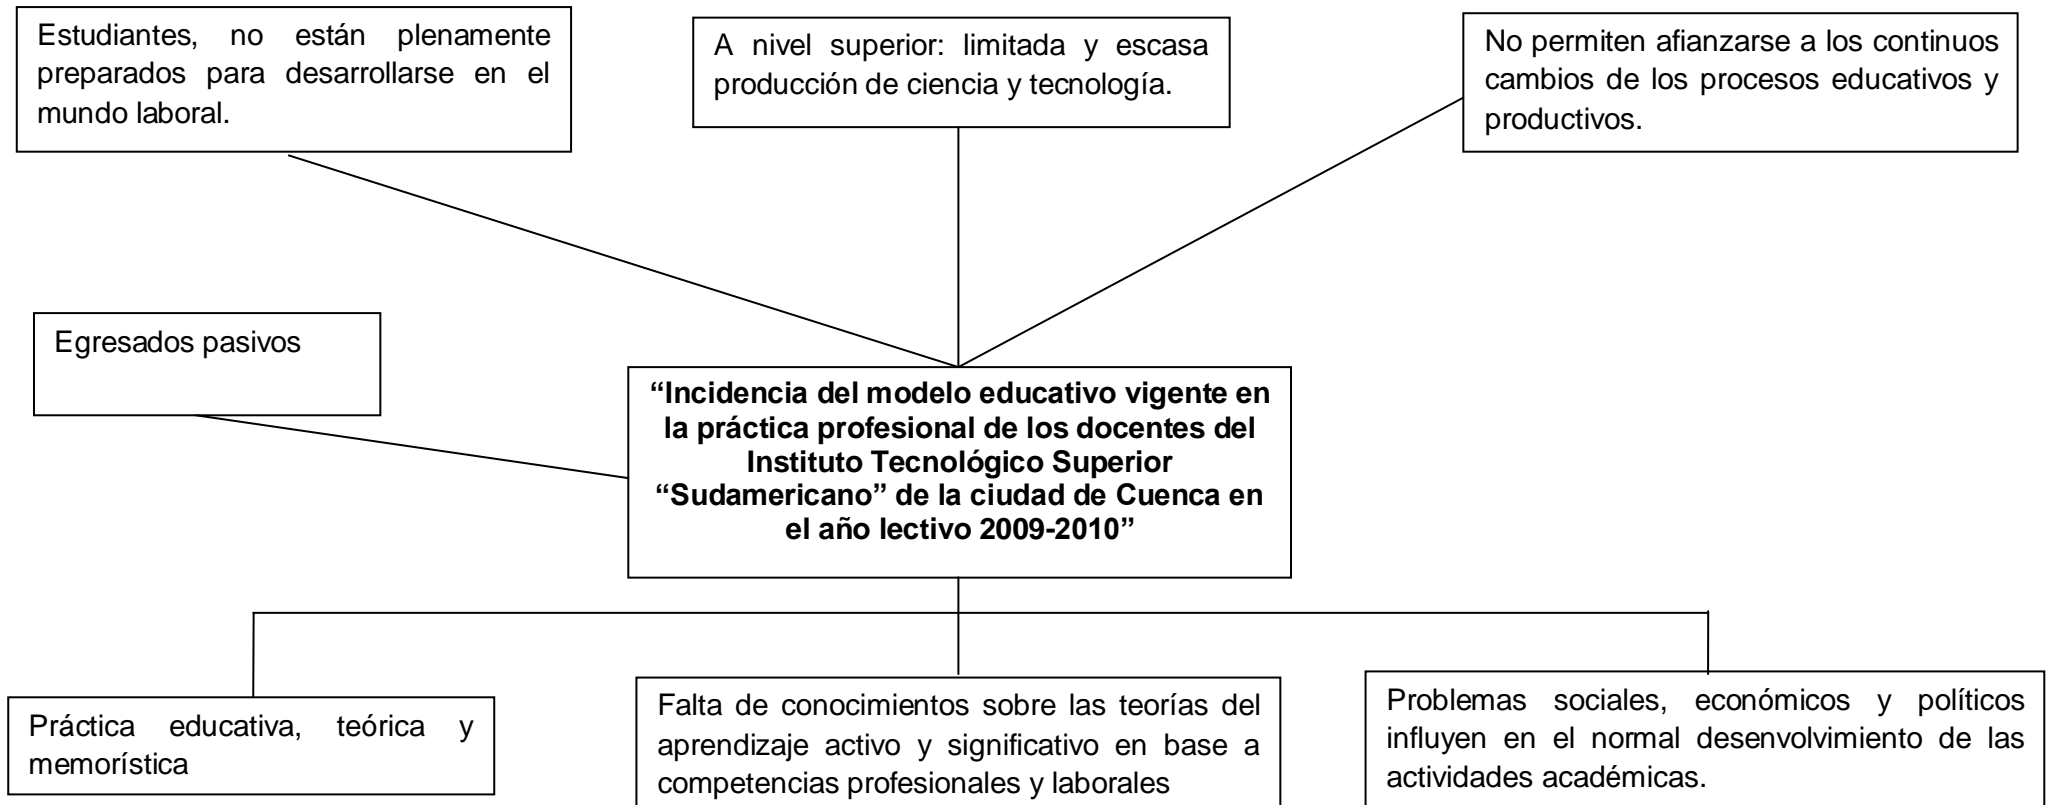 Estudiantes, no están plenamente
preparados para desarrollarse en el
mundo laboral.
A nivel superior: limitada y escasa
producción de ciencia y tecnología.
No permiten afianzarse a los continuos
cambios de los procesos educativos y
productivos.
Egresados pasivos
“Incidencia del modelo educativo vigente en
la práctica profesional de los docentes del
Instituto Tecnológico Superior
“Sudamericano” de la ciudad de Cuenca en
el año lectivo 2009-2010”
Práctica educativa, teórica y
memorística
Falta de conocimientos sobre las teorías del
aprendizaje activo y significativo en base a
competencias profesionales y laborales
Problemas sociales, económicos y políticos
influyen en el normal desenvolvimiento de las
actividades académicas.